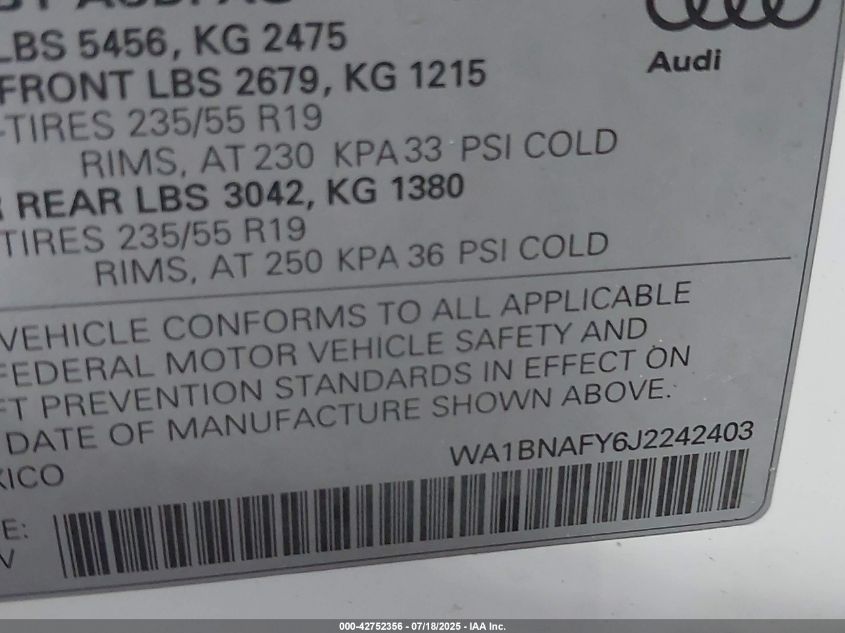 LBS 5456, KG 2475
Audi
FRONT LBS 2679, KG 1215
TIRES 235/55 R19
RIMS, AT 230 KPA 33 PSI COLD
REAR LBS 3042, KG 1380
TIRES 235/55 R19
RIMS, AT 250 KPA 36 PSI COLD
VEHICLE CONFORMS TO ALL APPLICABLE
FEDERAL MOTOR VEHICLE SAFETY AND
FT PREVENTION STANDARDS IN EFFECT ON
DATE OF MANUFACTURE SHOWN ABOVE.
WA1BNAFY6J2242403
XICO
E:
V
000-42752356 - 07/18/2025 - IAA Inc.